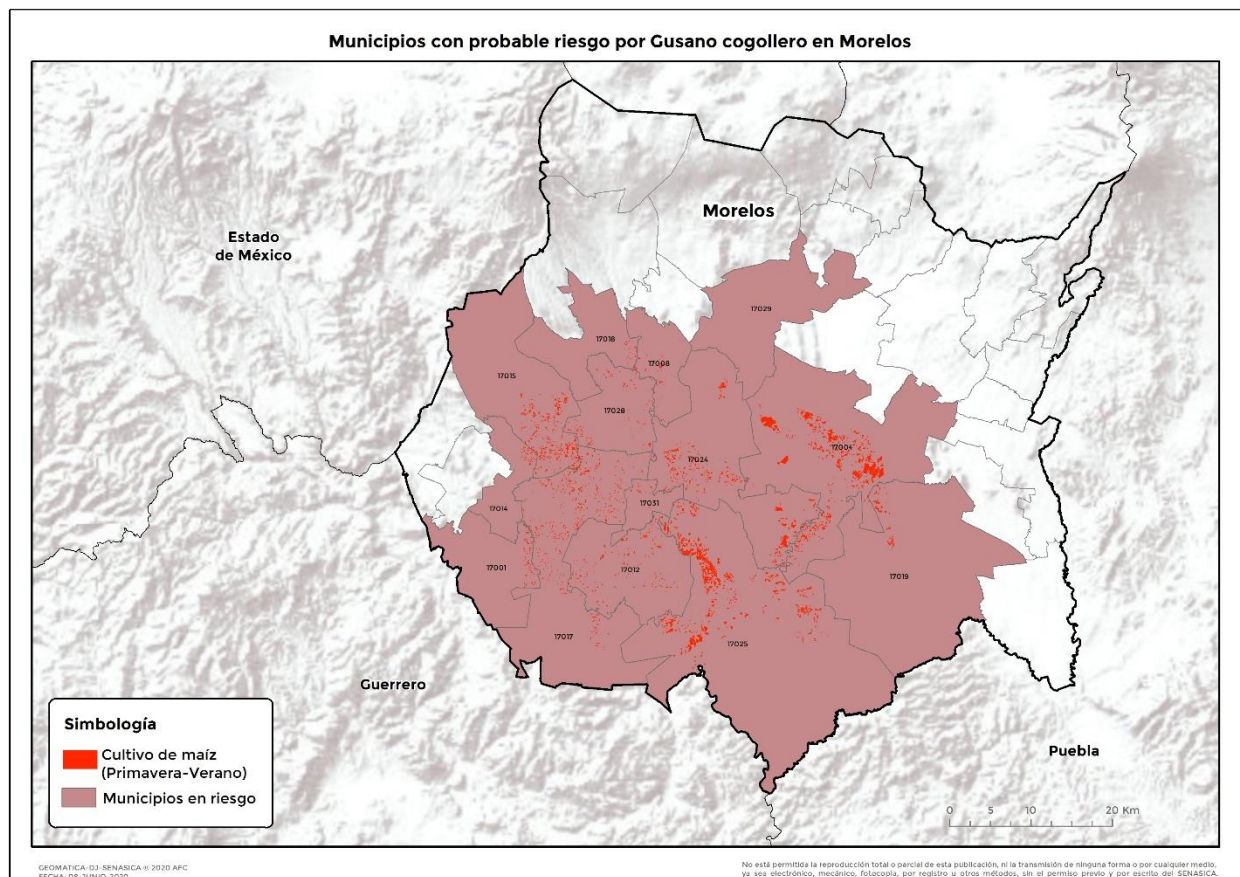 Municipios con probable riesgo por Gusano cogollero en Morelos
Morelos
Estado
de México
17029
17018
17008
17015
17028
17004
17024
17014
17031
17001
17012
17019
17017
17025
Guerrero
Puebla
Simbología
Cultivo de maíz
(Primavera-Verano)
Municipios en riesgo
0 5 10 20 Km
GEOMATICA-DJ-SENASICA © 2020 AFC
FECHA: 08-JUNIO-2020
No está permitida la reproducción total o parcial de esta publicación, ni la transmisión de ninguna forma o por cualquier medio,
ya sea electrónico, mecánico, fotocopia, por registro u otros métodos, sin el permiso previo y por escrito del SENASICA.